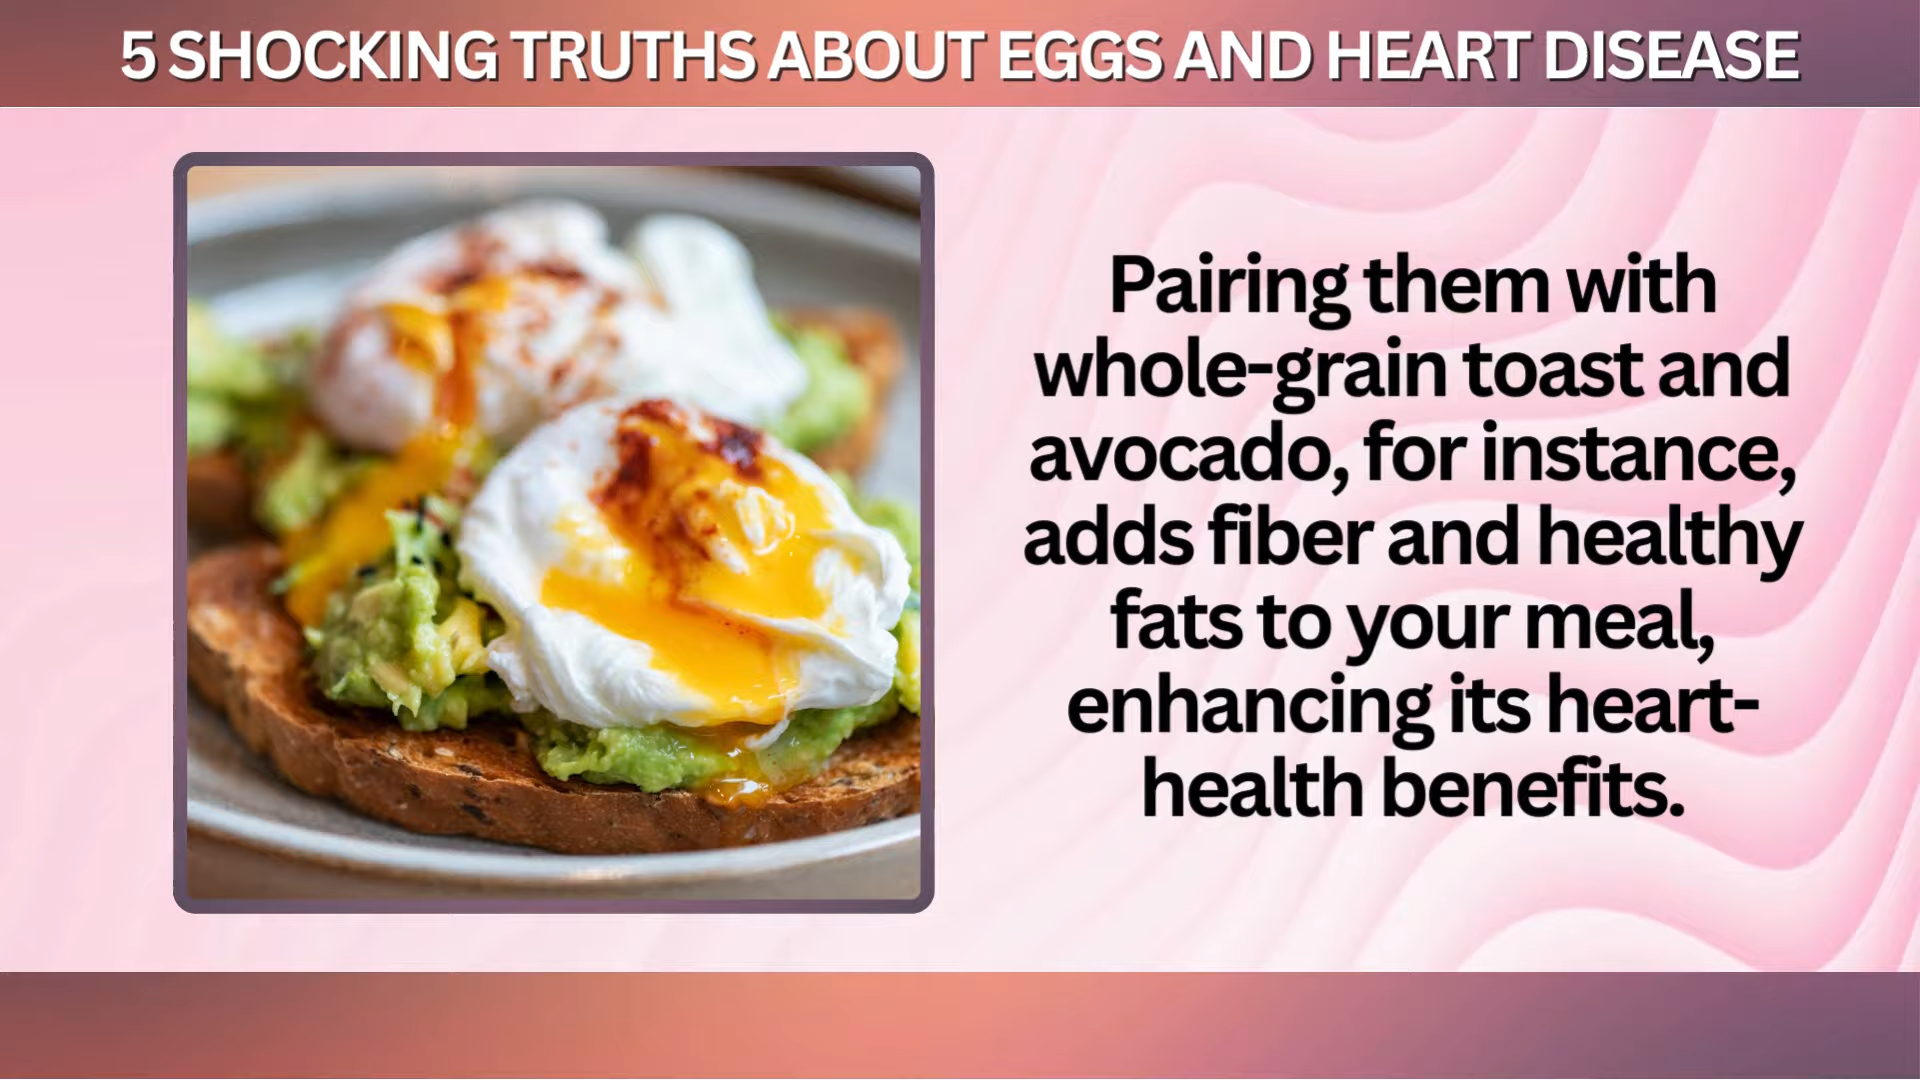 5 SHOCKING TRUTHS ABOUT EGGS AND HEART DISEASE
Pairing them with
whole-grain toast and
avocado, for instance,
adds fiber and healthy
fats to your meal,
enhancing its heart-
health benefits.